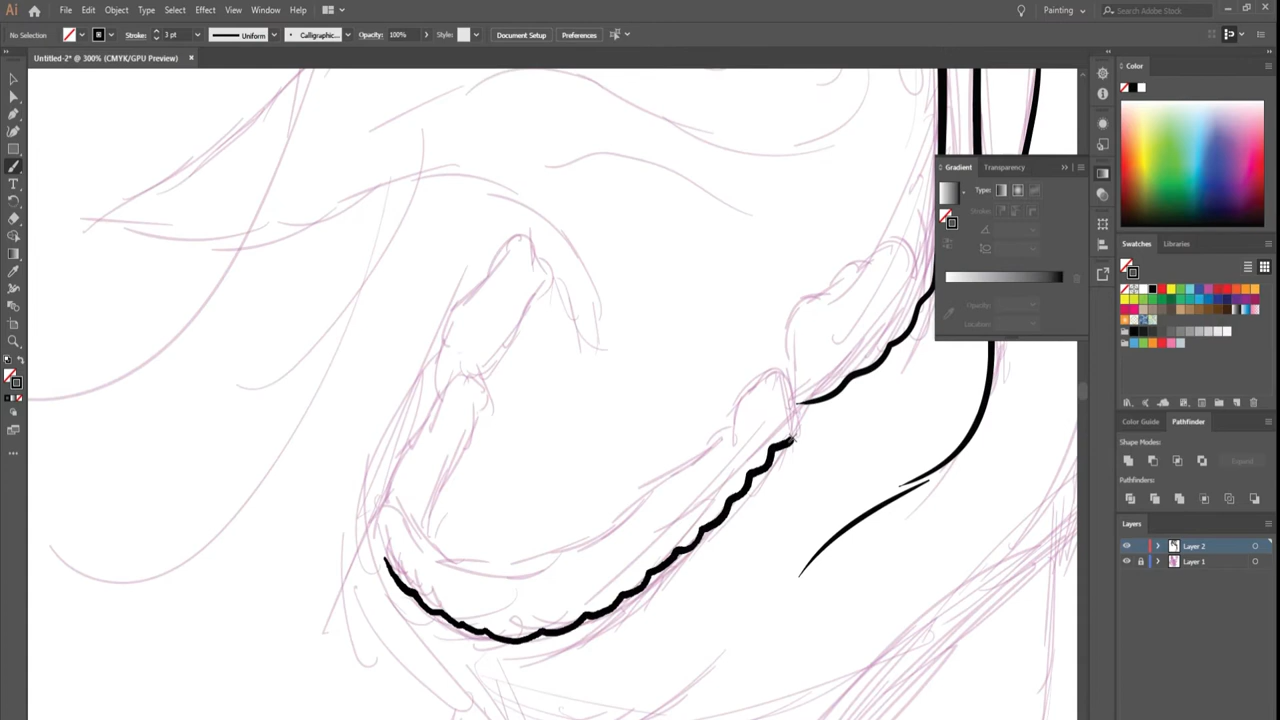 Ai File Edit Object Type Select Effect View Window Help Painting Search Adobe Stock
No Selection Stroke: 3 pt Uniform Calligraphic... Opacity: 100% Style: Document Setup Preferences
Untitled-2* @ 300% (CMYK/GPU Preview) ×
Color
Gradient Transparency
Type:
Stroke:
Opacity:
Location:
Swatches Libraries
Color Guide Pathfinder
Shape Modes:
Expand
Pathfinders:
Layers
Layer 2
Layer 1